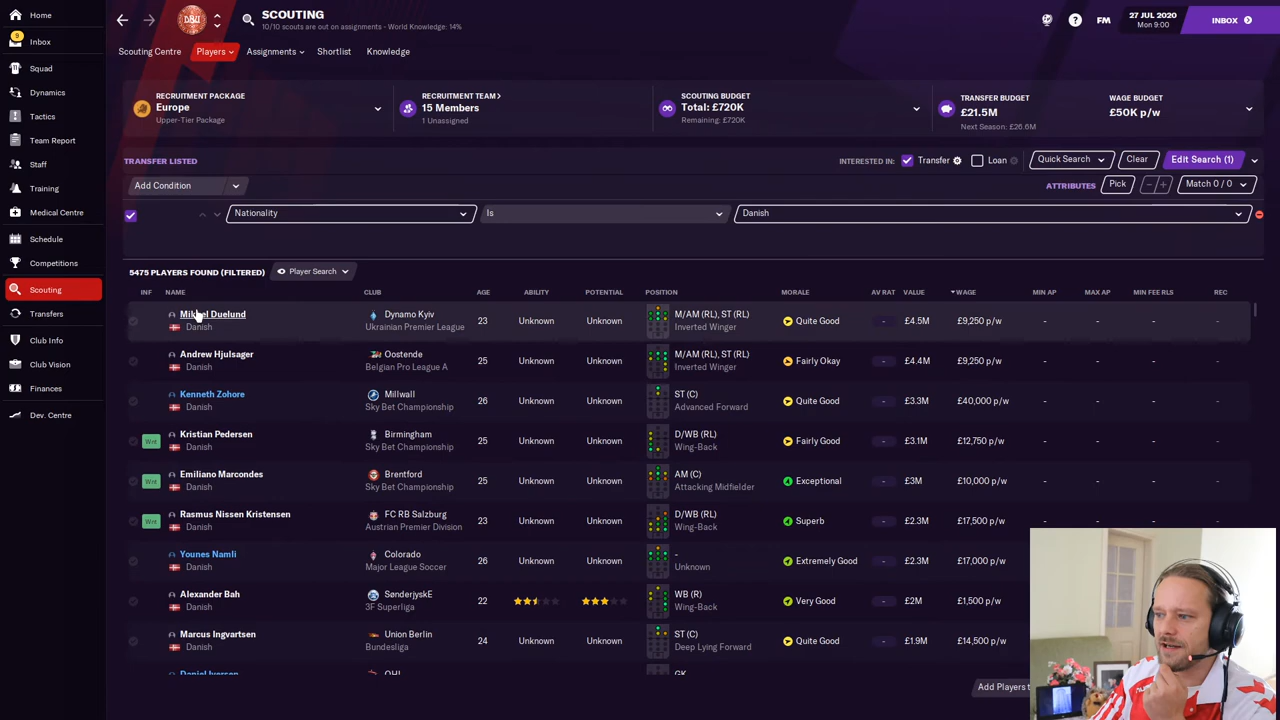 Home
9
Inbox
Squad
Dynamics
Tactics
Team Report
Staff
Training
Medical Centre
Schedule
Competitions
Scouting
Transfers
Club Info
Club Vision
Finances
Dev. Centre
DBU
SCOUTING
10/10 scouts are out on assignments - World Knowledge: 14%
? FM
27 JUL 2020
Mon 9:00
INBOX
Scouting Centre Players Assignments Shortlist Knowledge
RECRUITMENT PACKAGE
Europe
Upper-Tier Package
RECRUITMENT TEAM
15 Members
1 Unassigned
SCOUTING BUDGET
Total: £720K
Remaining: £720K
TRANSFER BUDGET
£21.5M
Next Season: £26.6M
WAGE BUDGET
£50K p/w
TRANSFER LISTED
INTERESTED IN: Transfer Loan Quick Search Clear Edit Search (1)
Add Condition
ATTRIBUTES Pick - + Match 0 / 0
Nationality Is Danish
5475 PLAYERS FOUND (FILTERED) Player Search
INF NAME CLUB AGE ABILITY POTENTIAL POSITION MORALE AV RAT VALUE WAGE MIN AP MAX AP MIN FEE RLS REC
Mikkel Duelund Dynamo Kyiv 23 Unknown Unknown M/AM (RL), ST (RL) Quite Good - £4.5M £9,250 p/w - - - -
Danish Ukrainian Premier League Inverted Winger
Andrew Hjulsager Oostende 25 Unknown Unknown M/AM (RL), ST (RL) Fairly Okay - £4.4M £9,250 p/w - - - -
Danish Belgian Pro League A Inverted Winger
Kenneth Zohore Millwall 26 Unknown Unknown ST (C) Quite Good - £3.3M £40,000 p/w - - - -
Danish Sky Bet Championship Advanced Forward
Wnt Kristian Pedersen Birmingham 25 Unknown Unknown D/WB (RL) Fairly Good - £3.1M £12,750 p/w - - - -
Danish Sky Bet Championship Wing-Back
Wnt Emiliano Marcondes Brentford 25 Unknown Unknown AM (C) Exceptional - £3M £10,000 p/w - - - -
Danish Sky Bet Championship Attacking Midfielder
Wnt Rasmus Nissen Kristensen FC RB Salzburg 23 Unknown Unknown D/WB (RL) Superb - £2.3M £17,500 p/w - - - -
Danish Austrian Premier Division Wing-Back
Younes Namli Colorado 26 Unknown Unknown - Extremely Good - £2.3M £17,000 p/w
Danish Major League Soccer Unknown
Alexander Bah SønderjyskE 22 WB (R) Very Good - £2M £1,500 p/w
Danish 3F Superliga Wing-Back
Marcus Ingvartsen Union Berlin 24 Unknown Unknown ST (C) Quite Good - £1.9M £14,500 p/w
Danish Bundesliga Deep Lying Forward
Daniel Iversen OHL GK
Add Players t